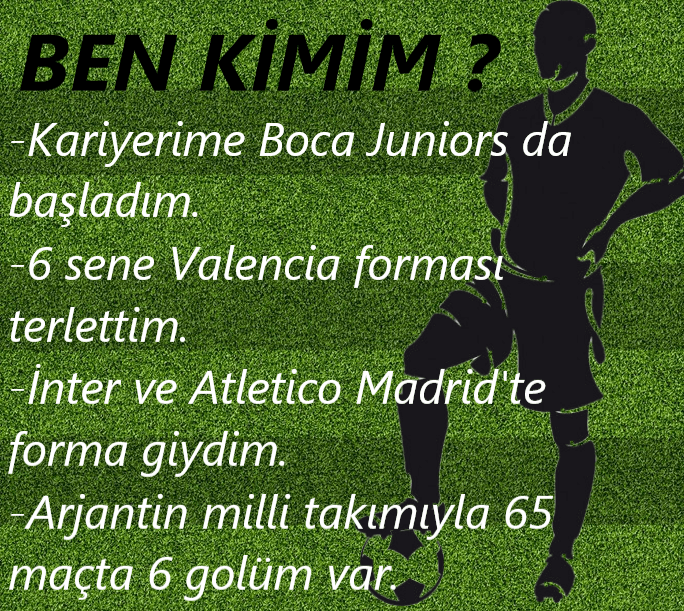 BEN KİMİM ?
-Kariyerime Boca Juniors da
başladım.
-6 sene Valencia forması
terlettim.
-İnter ve Atletico Madrid'te
forma giydim.
-Arjantin milli takımıyla 65
maçta 6 golüm var.